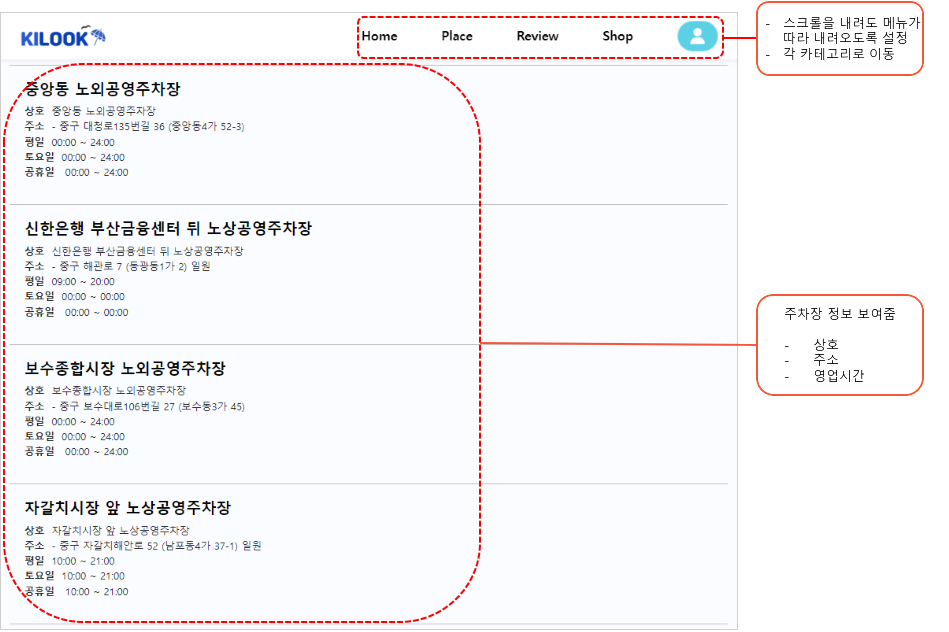 KILOOK
Home Place Review Shop
- 스크롤을 내려도 메뉴가
따라 내려오도록 설정
- 각 카테고리로 이동
중앙동 노외공영주차장
상호 중앙동 노외공영주차장
주소 - 중구 대청로135번길 36 (중앙동4가 52-3)
평일 00:00 ~ 24:00
토요일 00:00 ~ 24:00
공휴일 00:00 ~ 24:00
신한은행 부산금융센터 뒤 노상공영주차장
상호 신한은행 부산금융센터 뒤 노상공영주차장
주소 - 중구 해관로 7 (동광동1가 2) 일원
평일 09:00 ~ 20:00
토요일 00:00 ~ 00:00
공휴일 00:00 ~ 00:00
주차장 정보 보여줌
- 상호
- 주소
- 영업시간
보수종합시장 노외공영주차장
상호 보수종합시장 노외공영주차장
주소 - 중구 보수대로106번길 27 (보수동3가 45)
평일 00:00 ~ 24:00
토요일 00:00 ~ 24:00
공휴일 00:00 ~ 24:00
자갈치시장 앞 노상공영주차장
상호 자갈치시장 앞 노상공영주차장
주소 - 중구 자갈치해안로 52 (남포동4가 37-1) 일원
평일 10:00 ~ 21:00
토요일 10:00 ~ 21:00
공휴일 10:00 ~ 21:00